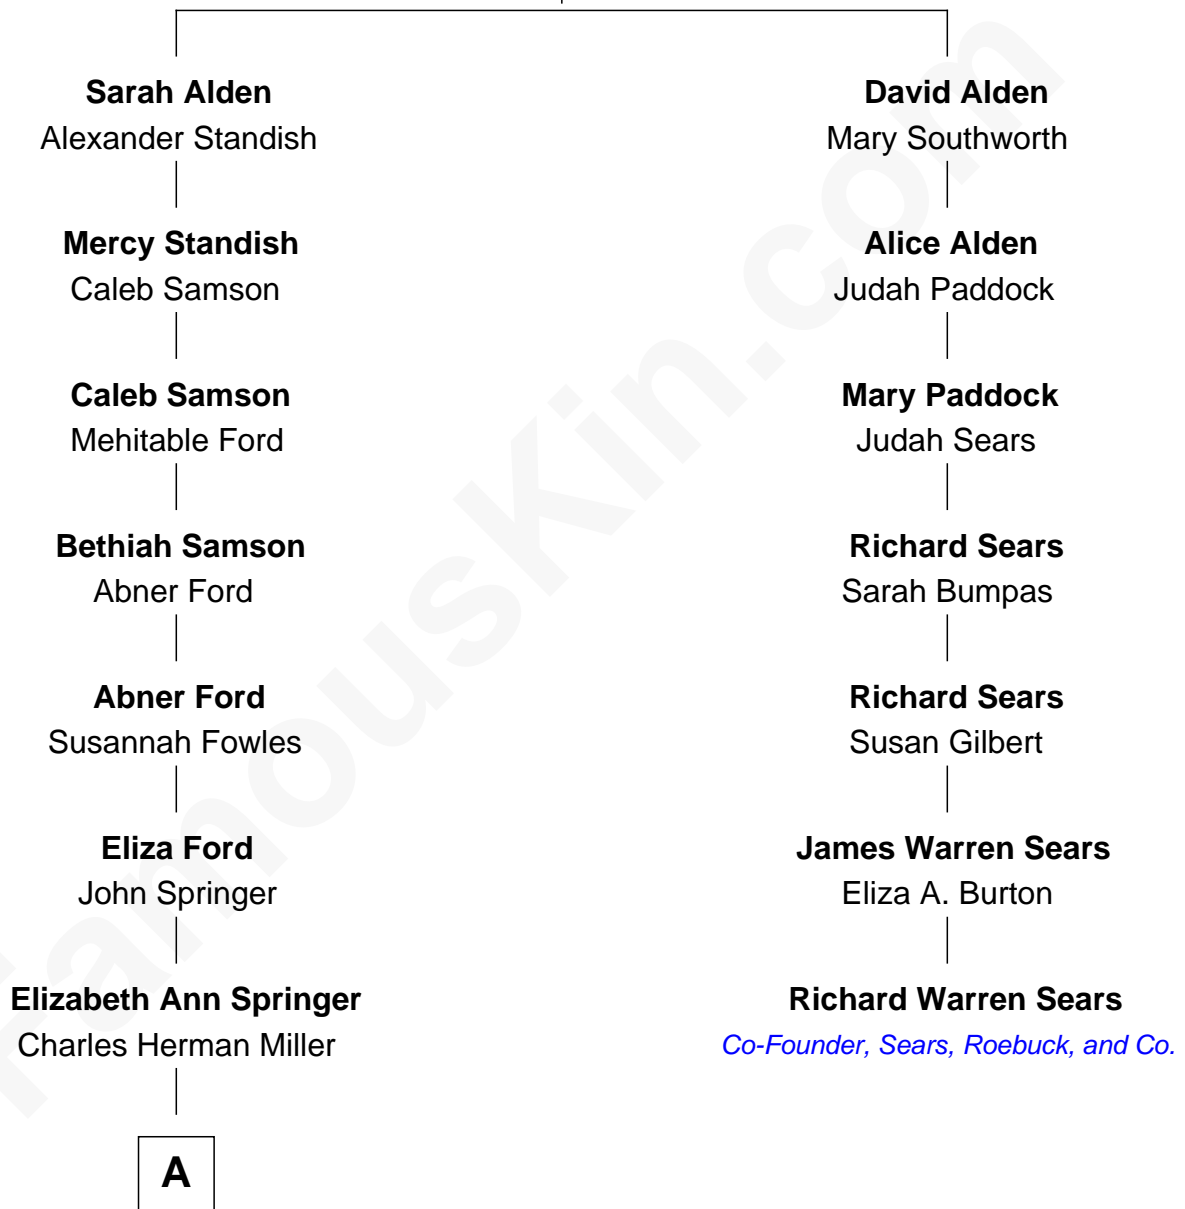 Sarah Alden
Alexander Standish
David Alden
Mary Southworth
Mercy Standish
Caleb Samson
Alice Alden
Judah Paddock
Caleb Samson
Mehitable Ford
Mary Paddock
Judah Sears
Bethiah Samson
Abner Ford
Richard Sears
Sarah Bumpas
Abner Ford
Susannah Fowles
Richard Sears
Susan Gilbert
Eliza Ford
John Springer
James Warren Sears
Eliza A. Burton
Elizabeth Ann Springer
Charles Herman Miller
Richard Warren Sears
Co-Founder, Sears, Roebuck, and Co.
A
FamousKin.com